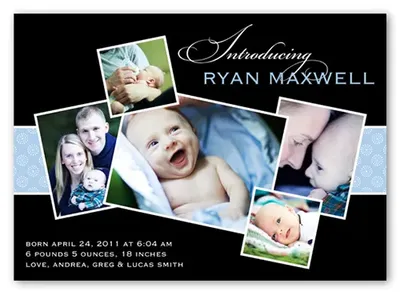 Introducing
RYAN MAXWELL
BORN APRIL 24, 2011 AT 6:04 AM
6 POUNDS 5 OUNCES, 18 INCHES
LOVE, ANDREA, GREG & LUCAS SMITH